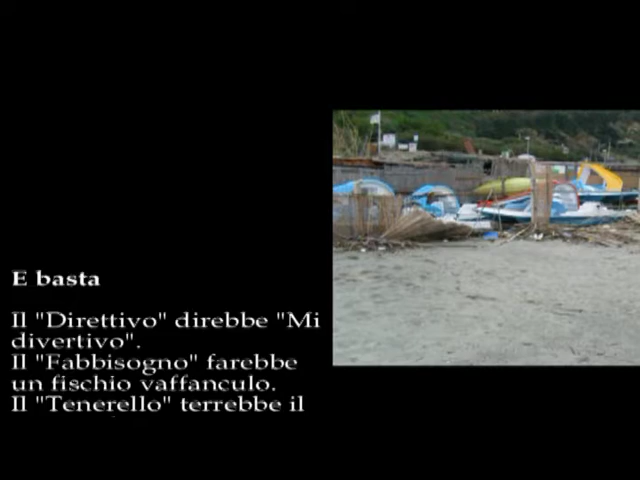 E basta
Il "Direttivo" direbbe "Mi
divertivo".
Il "Fabbisogno" farebbe
un fischio vaffanculo.
Il "Tenerello" terrebbe il